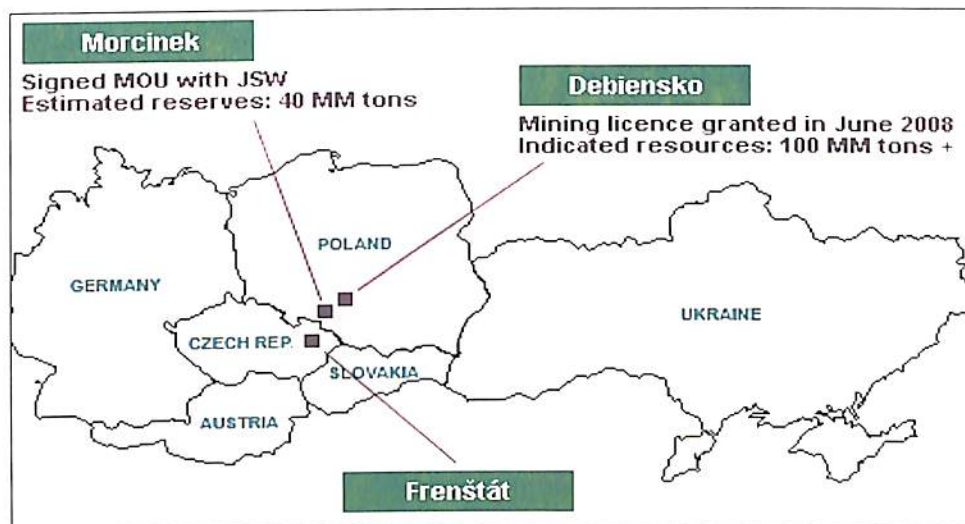 Morcinek
Signed MOU with JSW
Estimated reserves: 40 MM tons
Debiensko
Mining licence granted in June 2008
Indicated resources: 100 MM tons +
POLAND
GERMANY
UKRAINE
CZECH REP.
SLOVAKIA
AUSTRIA
Frenštát